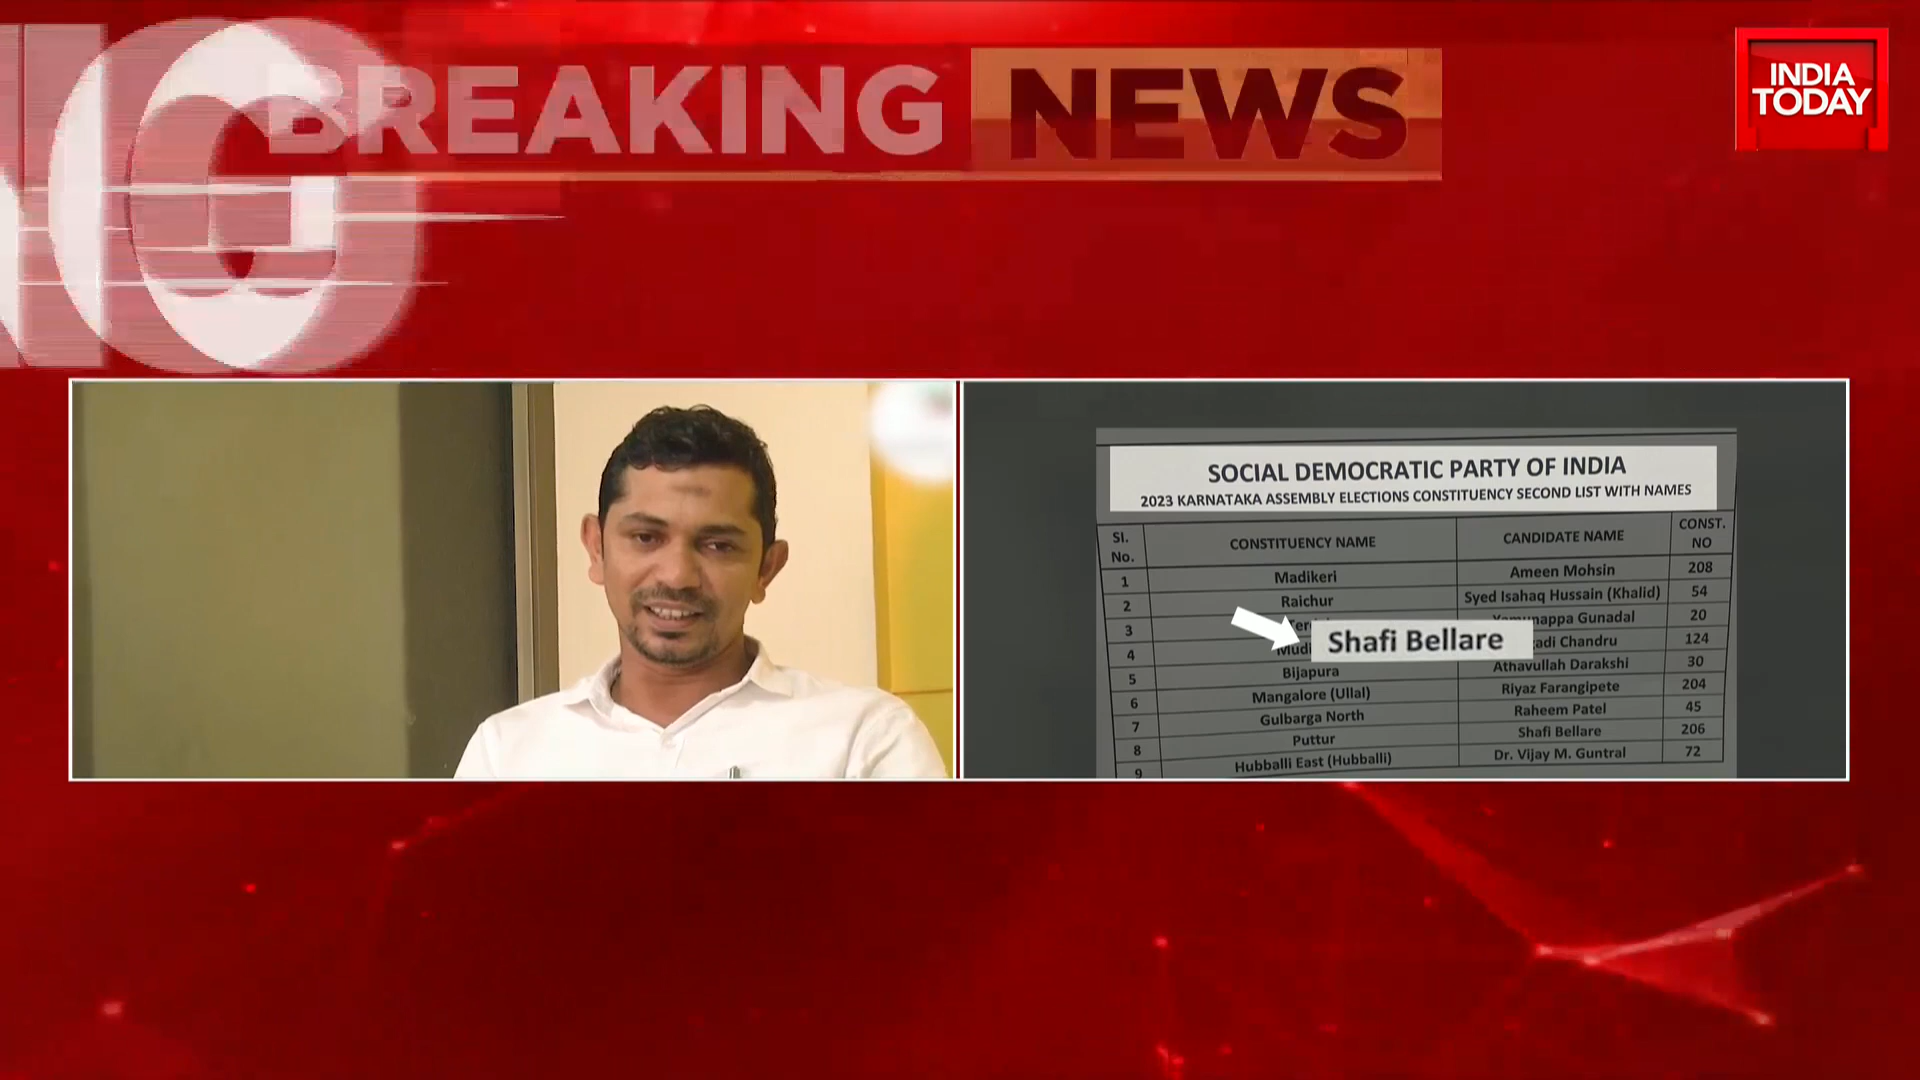 NG
BREAKING NEWS
INDIA
TODAY
SOCIAL DEMOCRATIC PARTY OF INDIA
2023 KARNATAKA ASSEMBLY ELECTIONS CONSTITUENCY SECOND LIST WITH NAMES
Sl. No. CONSTITUENCY NAME CANDIDATE NAME CONST. NO
1 Madikeri Ameen Mohsin 208
2 Raichur Syed Isahaq Hussain (Khalid) 54
3 Gunadal 20
4 Chandru 124
Shafi Bellare
5 Bijapura Athavullah Darakshi 30
6 Mangalore (Ullal) Riyaz Farangipete 204
7 Gulbarga North Raheem Patel 45
8 Puttur Shafi Bellare 206
9 Hubballi East (Hubballi) Dr. Vijay M. Guntral 72